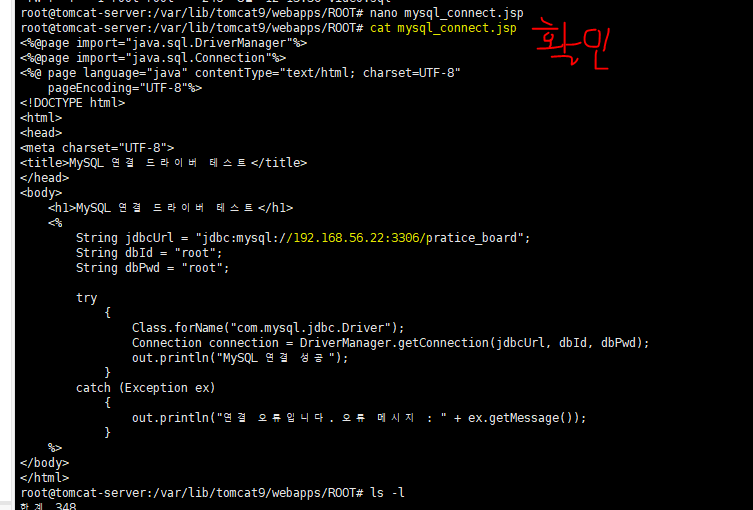 root@tomcat-server:/var/lib/tomcat9/webapps/ROOT# nano mysql_connect.jsp
root@tomcat-server:/var/lib/tomcat9/webapps/ROOT# cat mysql_connect.jsp
확인
<%@page import="java.sql.DriverManager"%>
<%@page import="java.sql.Connection"%>
<%@ page language="java" contentType="text/html; charset=UTF-8"
    pageEncoding="UTF-8"%>
<!DOCTYPE html>
<html>
<head>
<meta charset="UTF-8">
<title>MySQL 연결 드라이버 테스트</title>
</head>
<body>
    <h1>MySQL 연결 드라이버 테스트</h1>
    <%
        String jdbcUrl = "jdbc:mysql://192.168.56.22:3306/pratice_board";
        String dbId = "root";
        String dbPwd = "root";

        try
            {
                Class.forName("com.mysql.jdbc.Driver");
                Connection connection = DriverManager.getConnection(jdbcUrl, dbId, dbPwd);
                out.println("MySQL 연결 성공");
            }
        catch (Exception ex)
            {
                out.println("연결 오류입니다. 오류 메시지 : " + ex.getMessage());
            }
    %>
</body>
</html>
root@tomcat-server:/var/lib/tomcat9/webapps/ROOT# ls -l
합계 348